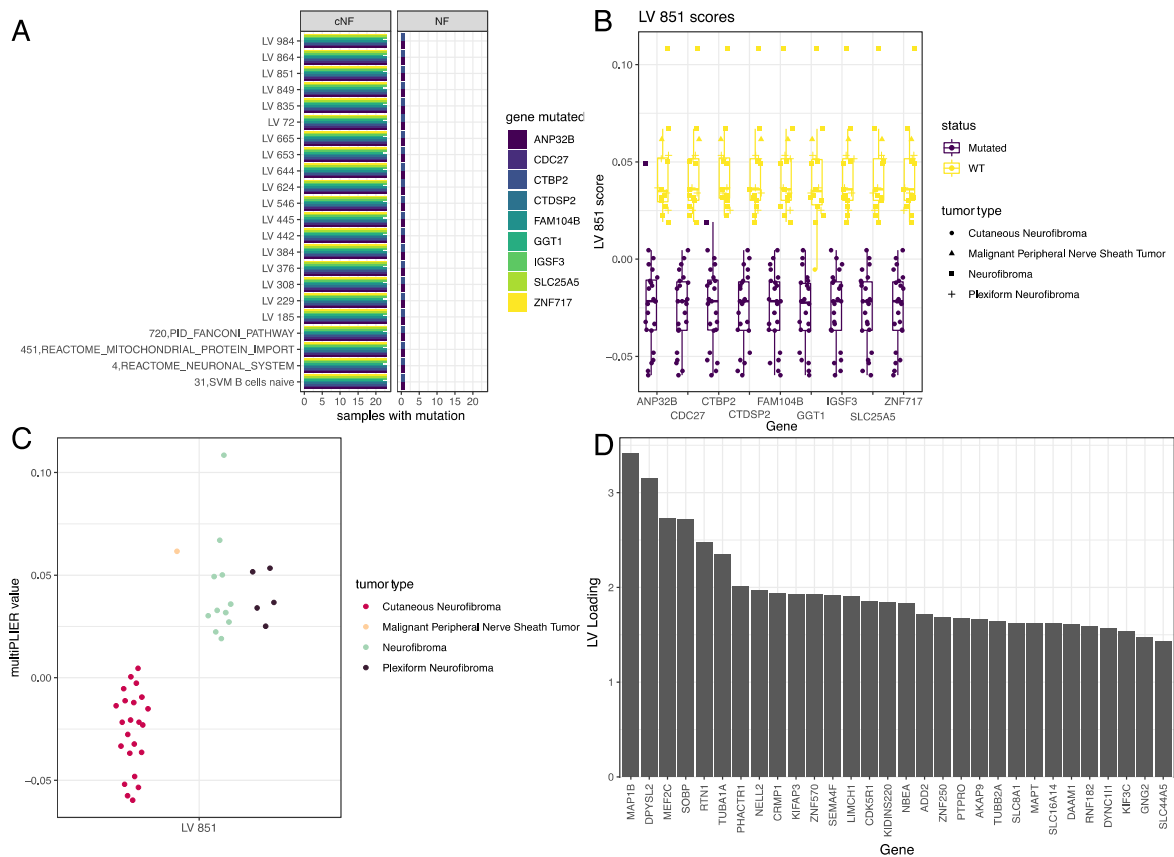 A
cNF
NF
LV 984
LV 864
LV 851
LV 849
LV 835
LV 72
LV 665
LV 653
LV 644
LV 624
LV 546
LV 445
LV 442
LV 384
LV 376
LV 308
LV 229
LV 185
720,PID_FANCONI_PATHWAY
451,REACTOME_MITOCHONDRIAL_PROTEIN_IMPORT
4,REACTOME_NEURONAL_SYSTEM
31,SVM B cells naive
0 5 10 15 20 0 5 10 15 20
samples with mutation
gene mutated
ANP32B
CDC27
CTBP2
CTDSP2
FAM104B
GGT1
IGSF3
SLC25A5
ZNF717
B
LV 851 scores
0.10
0.05
0.00
−0.05
LV 851 score
ANP32B CTBP2 FAM104B IGSF3 ZNF717
CDC27 CTDSP2 GGT1 SLC25A5
Gene
status
Mutated
WT
tumor type
Cutaneous Neurofibroma
Malignant Peripheral Nerve Sheath Tumor
Neurofibroma
Plexiform Neurofibroma
C
0.10
0.05
0.00
−0.05
multiPLIER value
LV 851
tumor type
Cutaneous Neurofibroma
Malignant Peripheral Nerve Sheath Tumor
Neurofibroma
Plexiform Neurofibroma
D
3
2
1
0
LV Loading
MAP1B
DPYSL2
MEF2C
SOBP
RTN1
TUBA1A
PHACTR1
NELL2
CRMP1
KIFAP3
ZNF570
SEMA4F
LIMCH1
CDK5R1
KIDINS220
NBEA
ADD2
ZNF250
PTPRO
AKAP9
TUBB2A
SLC8A1
MAPT
SLC16A14
DAAM1
RNF182
DYNC1I1
KIF3C
GNG2
SLC44A5
Gene